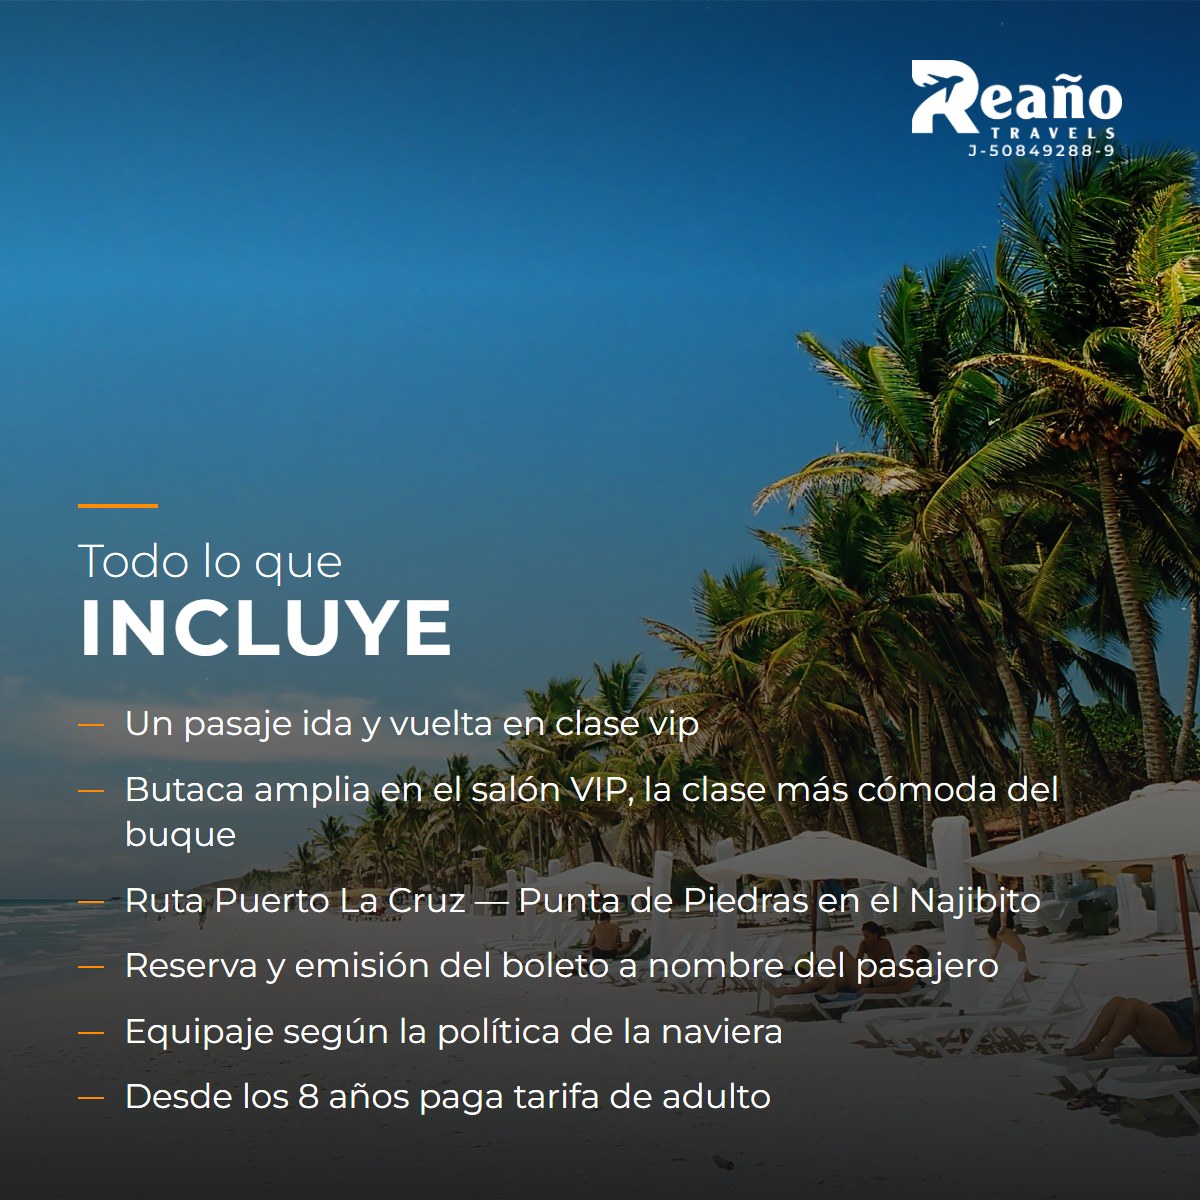 Reaño
TRAVELS
J-50849288-9
Todo lo que
INCLUYE
— Un pasaje ida y vuelta en clase vip
— Butaca amplia en el salón VIP, la clase más cómoda del
buque
— Ruta Puerto La Cruz — Punta de Piedras en el Najibito
— Reserva y emisión del boleto a nombre del pasajero
— Equipaje según la política de la naviera
— Desde los 8 años paga tarifa de adulto